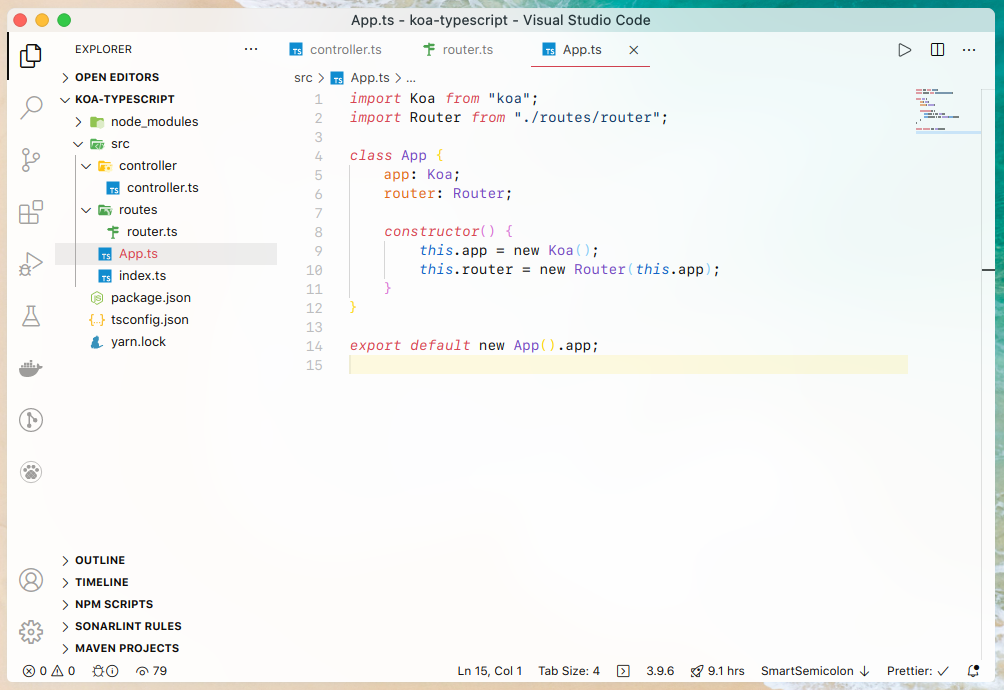 App.ts - koa-typescript - Visual Studio Code
EXPLORER
OPEN EDITORS
KOA-TYPESCRIPT
node_modules
src
controller
TS controller.ts
routes
router.ts
TS App.ts
TS index.ts
JS package.json
{..} tsconfig.json
yarn.lock
OUTLINE
TIMELINE
NPM SCRIPTS
SONARLINT RULES
MAVEN PROJECTS
TS controller.ts
router.ts
TS App.ts
src > TS App.ts > ...
1 import Koa from "koa";
2 import Router from "./routes/router";
3
4 class App {
5 app: Koa;
6 router: Router;
7
8 constructor() {
9 this.app = new Koa();
10 this.router = new Router(this.app);
11 }
12 }
13
14 export default new App().app;
15
0 0 79 Ln 15, Col 1 Tab Size: 4 3.9.6 9.1 hrs SmartSemicolon ↓ Prettier: ✓